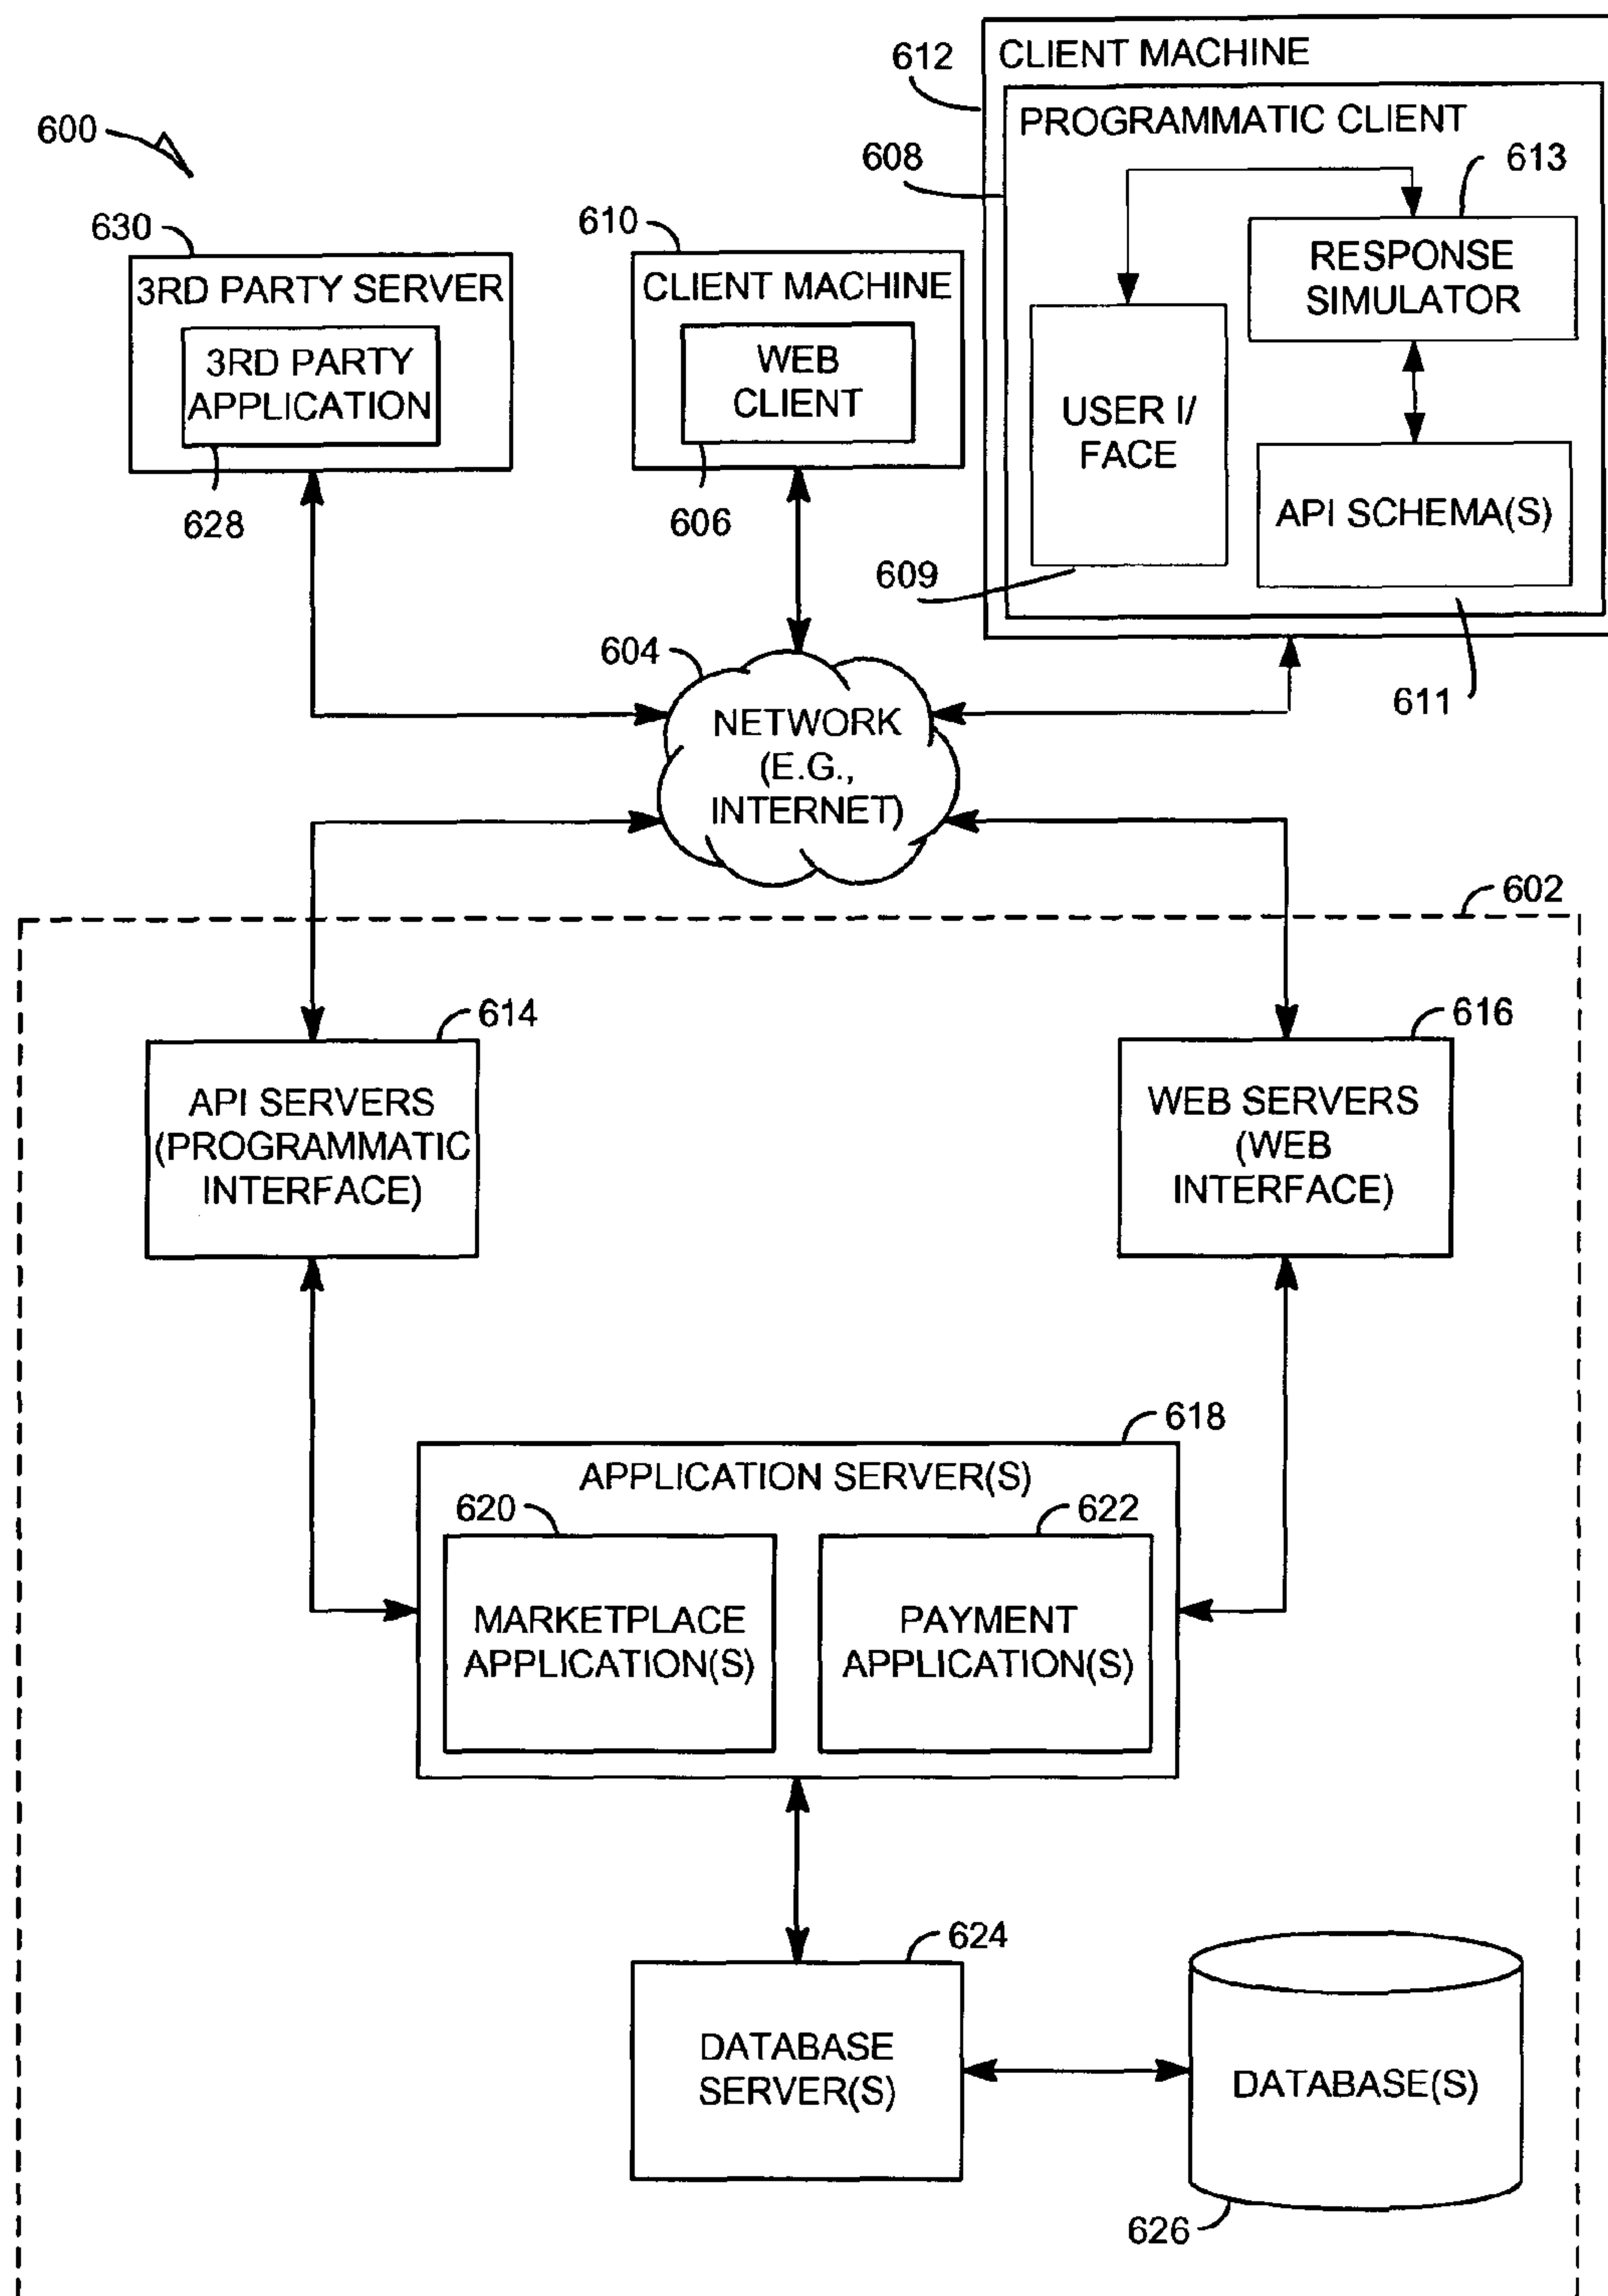 612
CLIENT MACHINE
PROGRAMMATIC CLIENT
600
608
613
630
610
3RD PARTY SERVER
CLIENT MACHINE
RESPONSE
SIMULATOR
3RD PARTY
APPLICATION
WEB
CLIENT
USER I/
FACE
API SCHEMA(S)
628
606
609
604
611
NETWORK
(E.G.,
INTERNET)
602
614
616
API SERVERS
(PROGRAMMATIC
INTERFACE)
WEB SERVERS
(WEB
INTERFACE)
618
APPLICATION SERVER(S)
620
622
MARKETPLACE
APPLICATION(S)
PAYMENT
APPLICATION(S)
624
DATABASE
SERVER(S)
DATABASE(S)
626